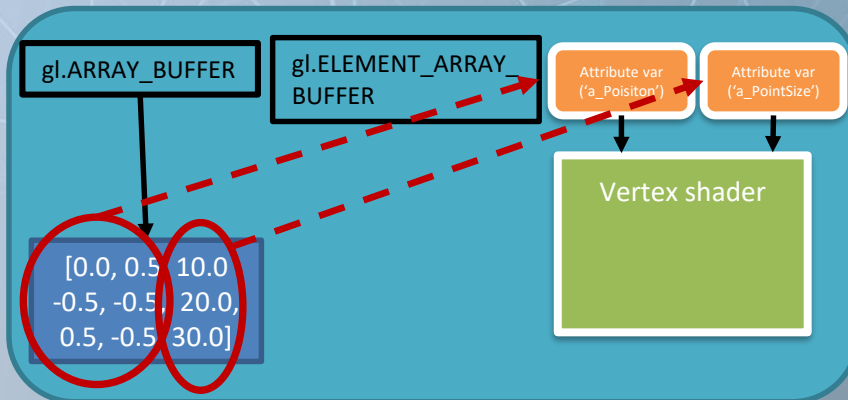 gl.ARRAY_BUFFER
gl.ELEMENT_ARRAY_
BUFFER
Attribute var
('a_Poisiton')
Attribute var
('a_PointSize')
Vertex shader
[0.0, 0.5, 10.0
-0.5, -0.5, 20.0,
0.5, -0.5, 30.0]